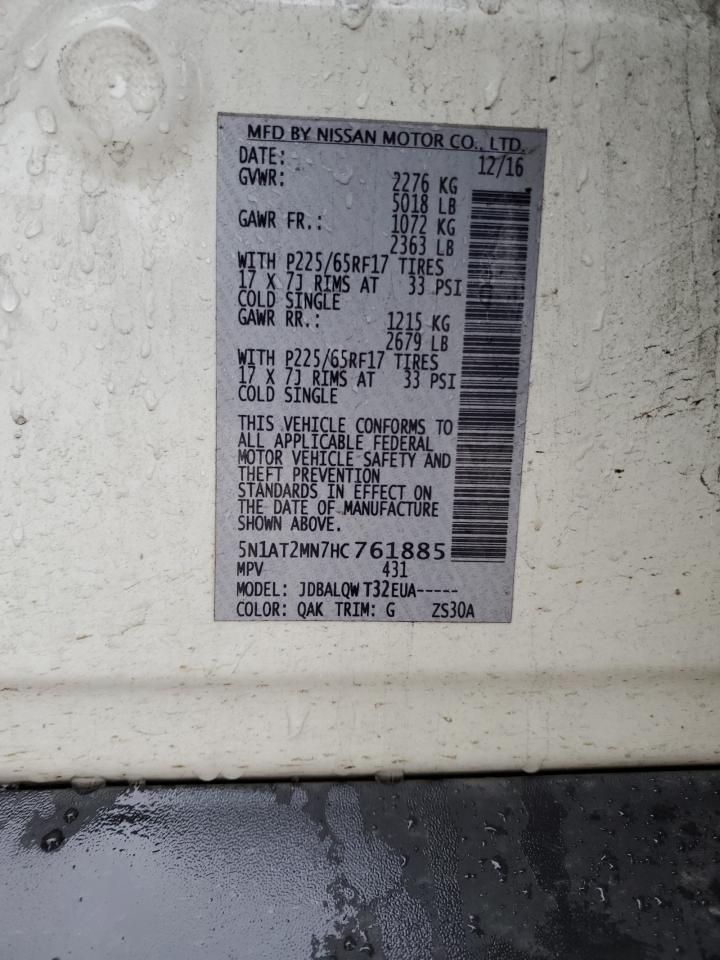 MFD BY NISSAN MOTOR CO., LTD.
DATE: 12/16
GVWR: 2276 KG
5018 LB
GAWR FR.: 1072 KG
2363 LB
WITH P225/65RF17 TIRES
17 X 7J RIMS AT 33 PSI
COLD SINGLE
GAWR RR.: 1215 KG
2679 LB
WITH P225/65RF17 TIRES
17 X 7J RIMS AT 33 PSI
COLD SINGLE
THIS VEHICLE CONFORMS TO
ALL APPLICABLE FEDERAL
MOTOR VEHICLE SAFETY AND
THEFT PREVENTION
STANDARDS IN EFFECT ON
THE DATE OF MANUFACTURE
SHOWN ABOVE.
5N1AT2MN7HC761885
MPV 431
MODEL: JDBALQW T32EUA-----
COLOR: QAK TRIM: G ZS30A